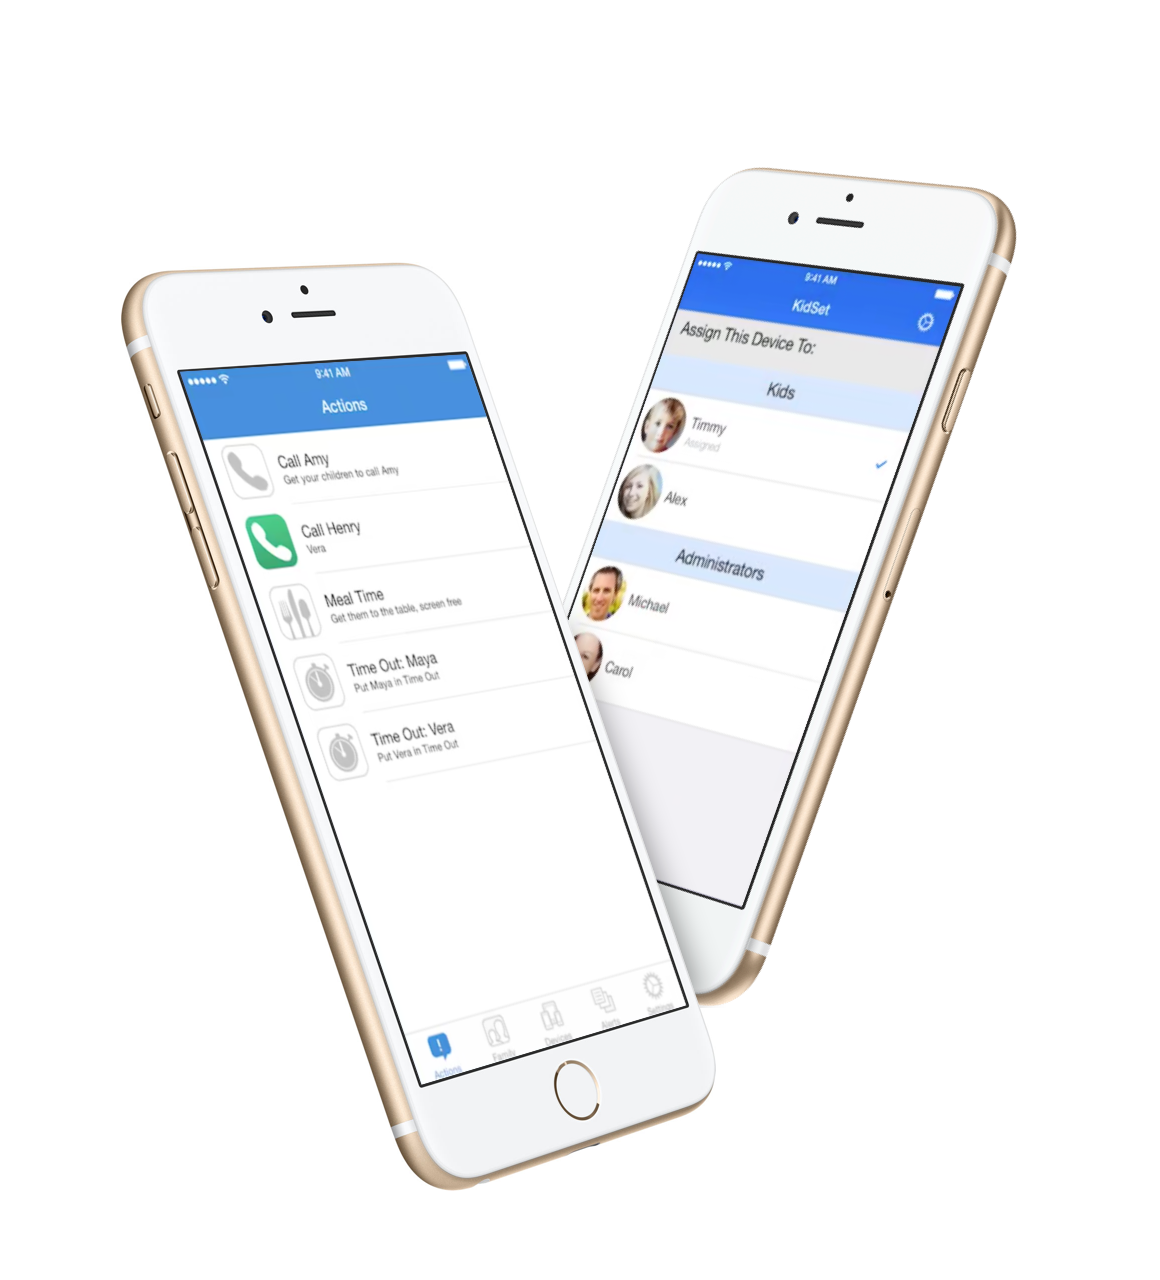 9:41 AM
Actions
Call Amy
Get your children to call Amy
Call Henry
Vera
Meal Time
Get them to the table, screen free
Time Out: Maya
Put Maya in Time Out
Time Out: Vera
Put Vera in Time Out
Actions
Family
Devices
Alerts
Settings
9:41 AM
KidSet
Assign This Device To:
Kids
Timmy
Assigned
Alex
Administrators
Michael
Carol